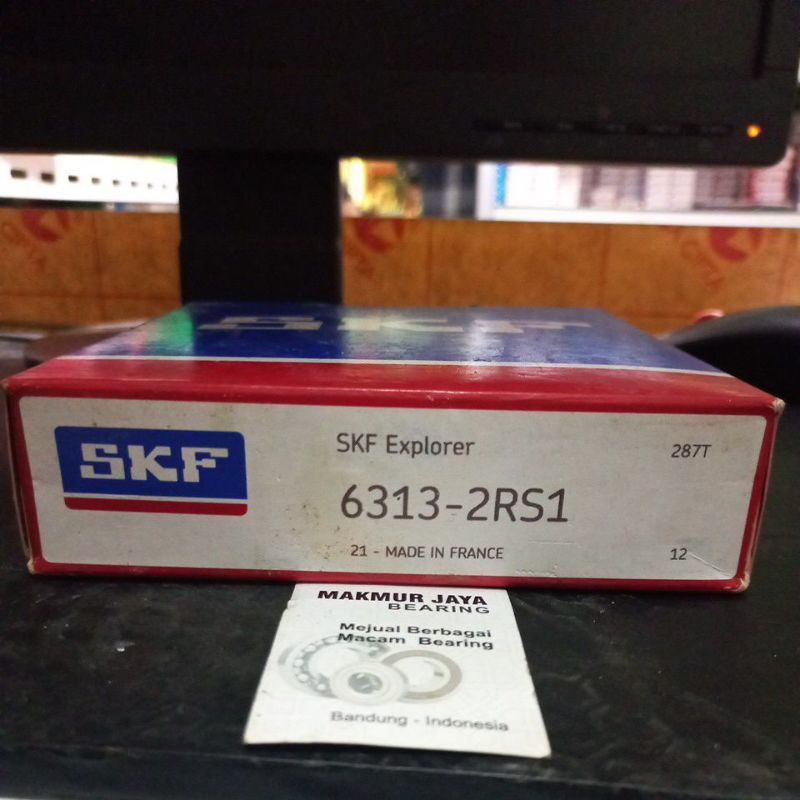 SKF
SKF
SKF Explorer
287T
6313-2RS1
21 - MADE IN FRANCE
12
MAKMUR JAYA
BEARING
Mejual Berbagai
Macam Bearing
Bandung - Indonesia